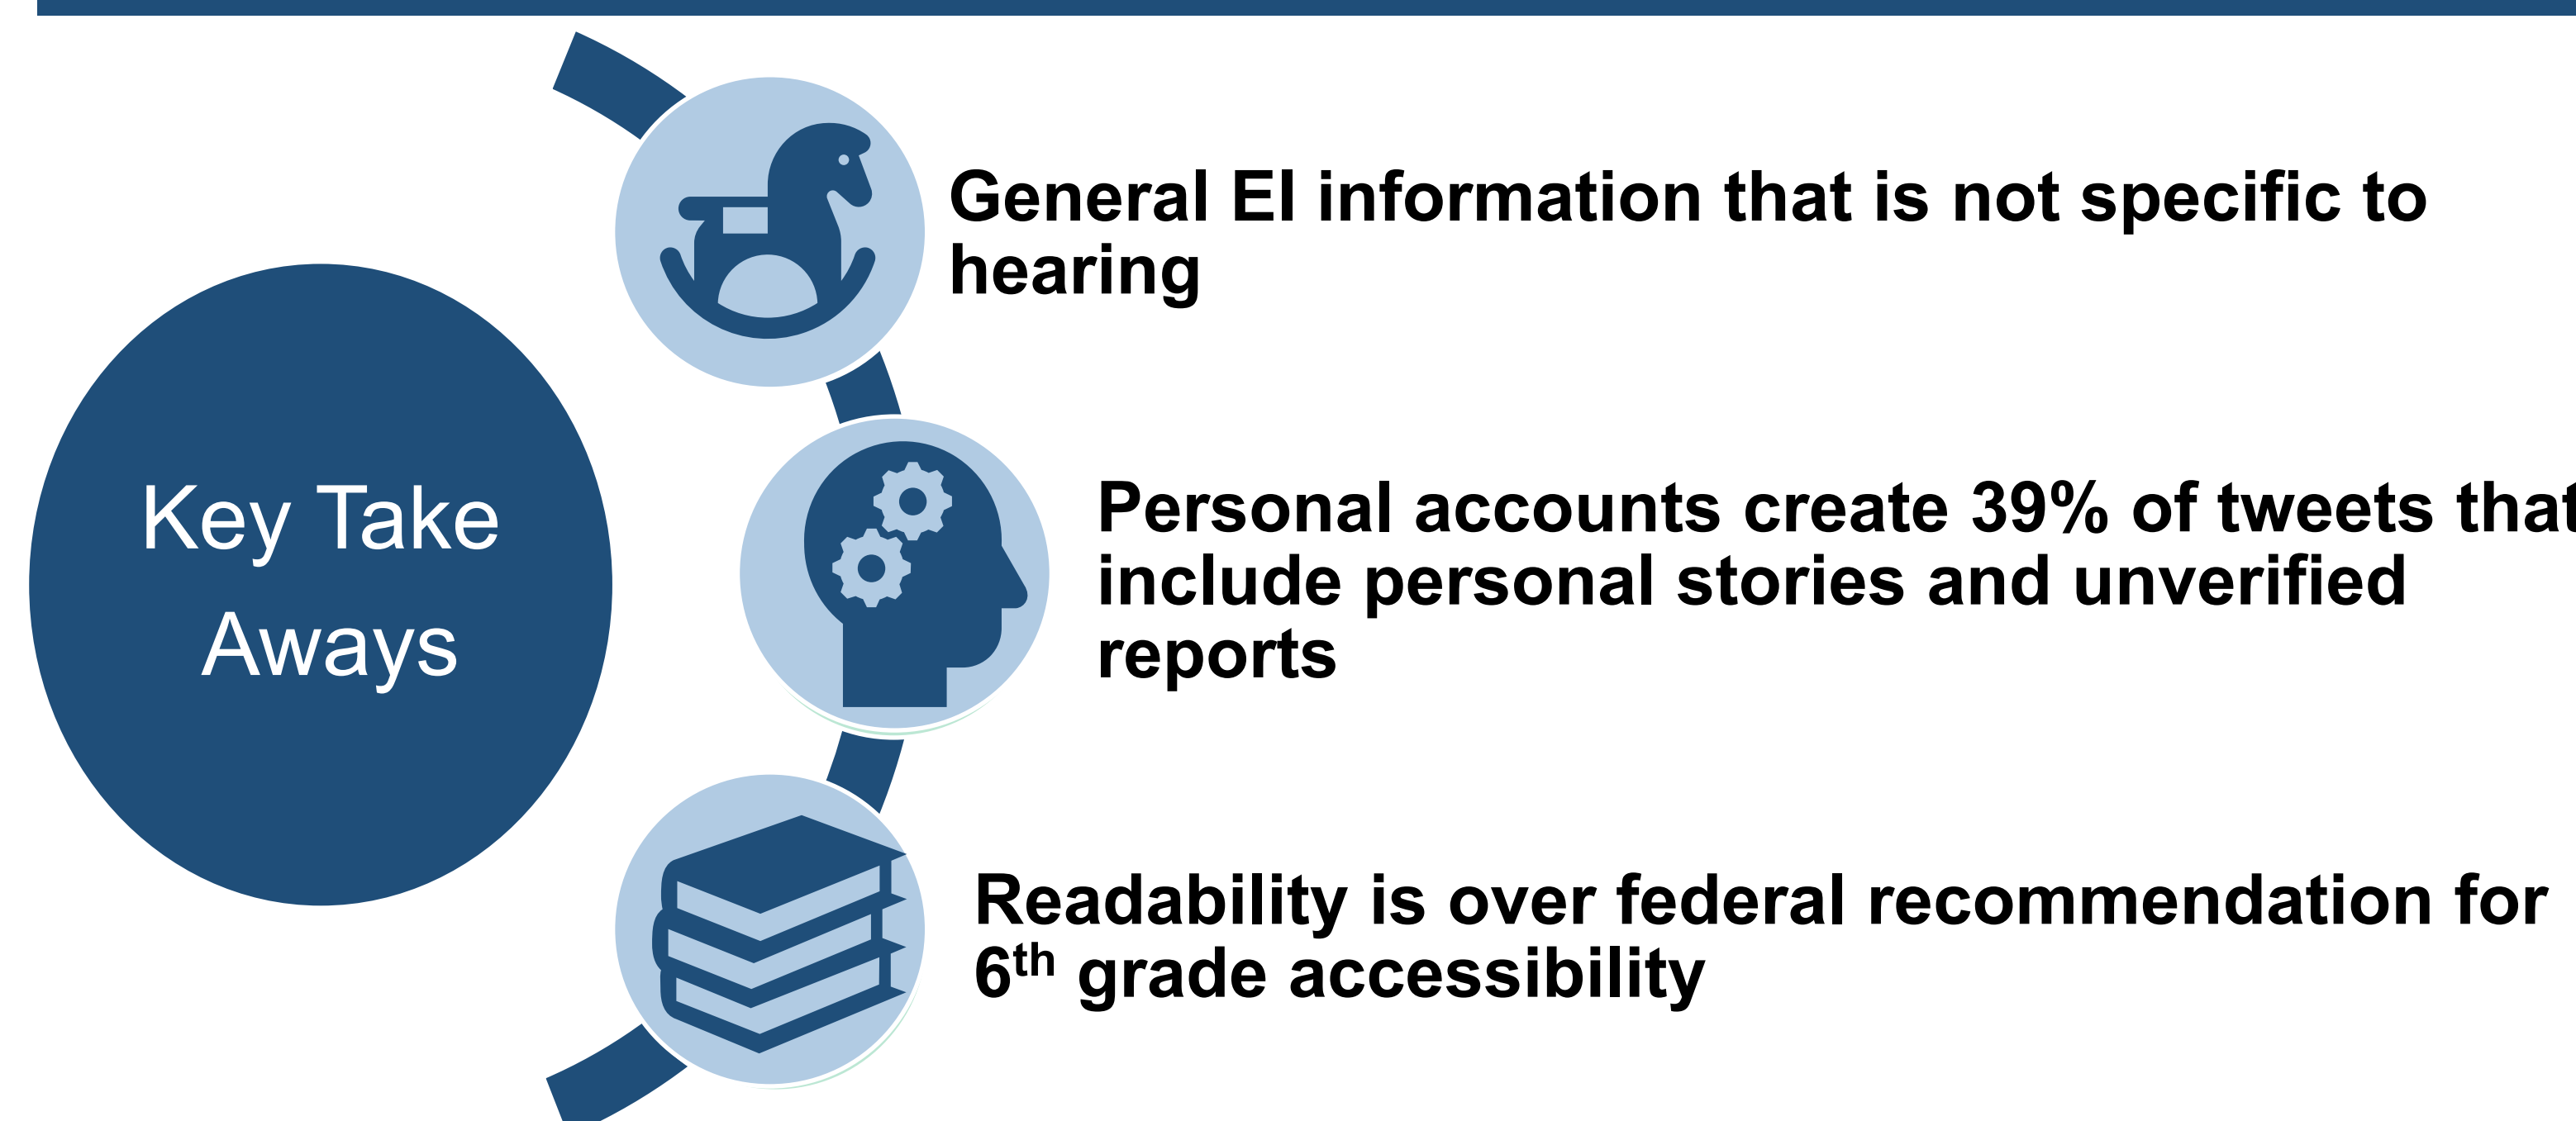 Key Take
Aways
General EI information that is not specific to
hearing
Personal accounts create 39% of tweets that
include personal stories and unverified
reports
Readability is over federal recommendation for
6th grade accessibility